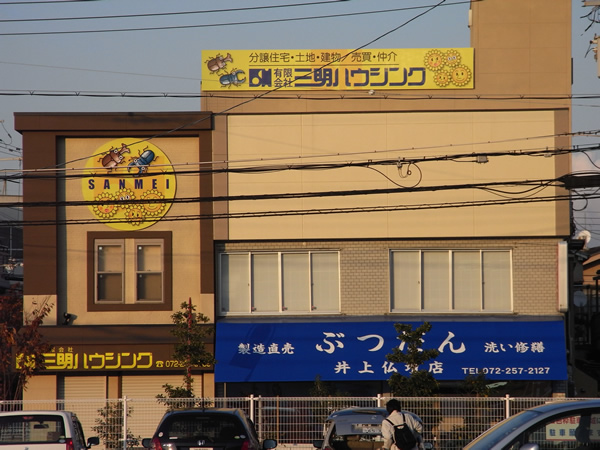 分譲住宅・土地・建物／売買・仲介
有限会社 三明ハウジング
SANMEI
三明ハウジング ☎072
製造直売 ぶつだん 洗い修繕
井上仏壇店
TEL072-257-2127